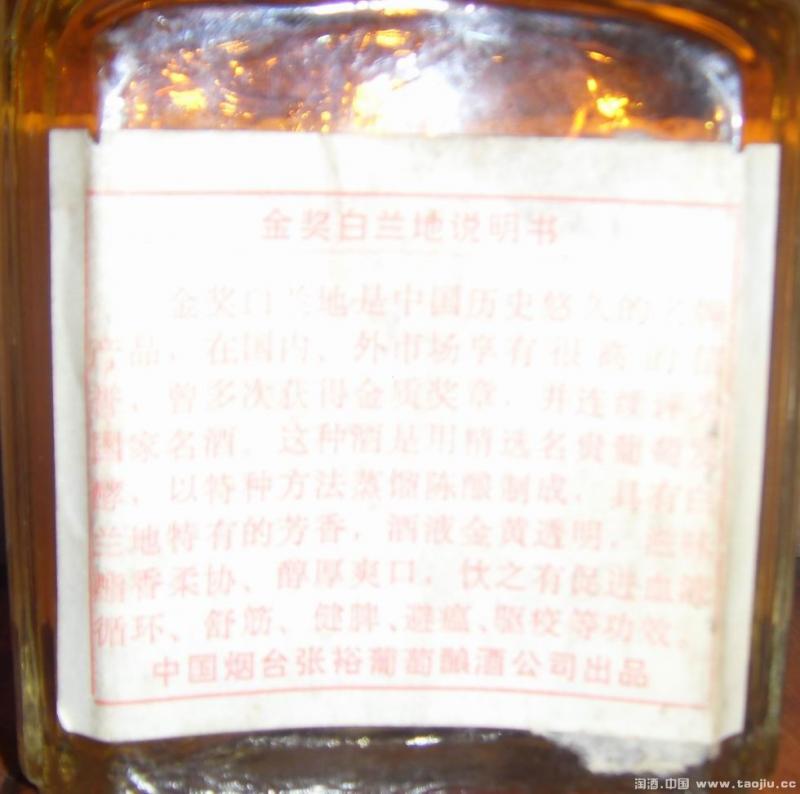 金奖白兰地说明书
金奖白兰地是中国历史悠久的名牌
产品，在国内、外市场享有很高的信
誉，曾多次获得金质奖章，并连续评为
国家名酒。这种酒是用精选名贵葡萄发
酵、以特种方法蒸馏陈酿制成，具有白
兰地特有的芳香，酒液金黄透明，滋味
酯香柔协、醇厚爽口，饮之有促进血液
循环、舒筋、健脾、避瘟、驱疫等功效。
中国烟台张裕葡萄酿酒公司出品
淘酒.中国 www.taojiu.cc